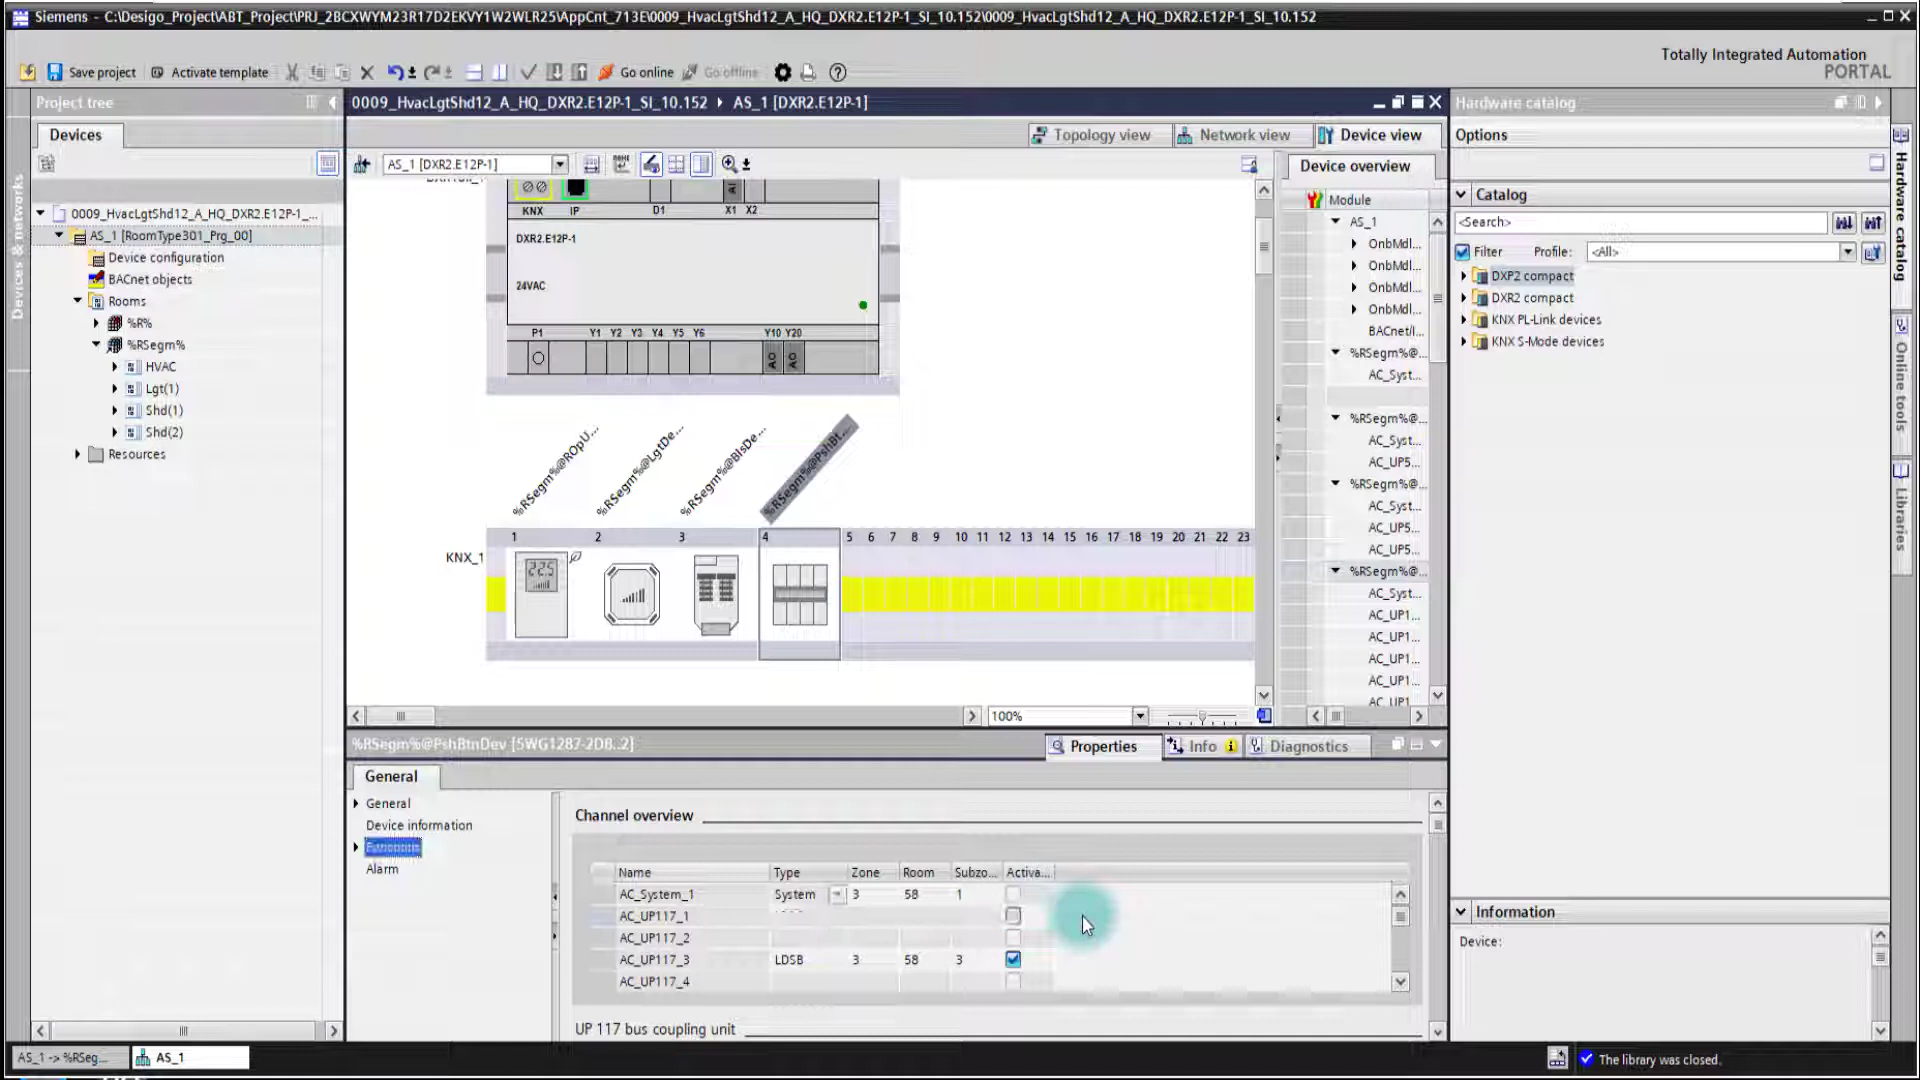 Siemens - C:\Desigo_Project\ABT_Project\PRJ_2BCXWYM23R17D2EKVY1W2WLR25\AppCnt_713E\0009_HvacLgtShd12_A_HQ_DXR2.E12P-1_SI_10.152\0009_HvacLgtShd12_A_HQ_DXR2.E12P-1_SI_10.152
Totally Integrated Automation
PORTAL
Save project
Activate template
Go online
Go offline
Project tree
0009_HvacLgtShd12_A_HQ_DXR2.E12P-1_SI_10.152 AS_1 [DXR2.E12P-1]
Hardware catalog
Devices
Topology view
Network view
Device view
Options
AS_1 [DXR2.E12P-1]
Device overview
Devices & networks
Hardware catalog
Online tools
Libraries
0009_HvacLgtShd12_A_HQ_DXR2.E12P-1_...
AS_1 [RoomType301_Prg_00]
Device configuration
BACnet objects
Rooms
%R%
%RSegm%
HVAC
Lgt(1)
Shd(1)
Shd(2)
Resources
KNX IP D1 X1 X2
DXR2.E12P-1
24VAC
P1 Y1 Y2 Y3 Y4 Y5 Y6 Y10 Y20
AO AO
%RSegm%@ROpU...
%RSegm%@LgtDe...
%RSegm%@BlsDe...
%RSegm%@PshBt...
1 2 3 4 5 6 7 8 9 10 11 12 13 14 15 16 17 18 19 20 21 22 23
KNX_1
22.5
100%
Module
AS_1
OnbMdl...
OnbMdl...
OnbMdl...
OnbMdl...
BACnet/I...
%RSegm%@...
AC_Syst...
%RSegm%@...
AC_Syst...
AC_UP5...
%RSegm%@...
AC_Syst...
AC_UP5...
AC_UP5...
%RSegm%@...
AC_Syst...
AC_UP1...
AC_UP1...
AC_UP1...
AC_UP1...
AC_UP1...
Catalog
<Search>
Filter Profile: <All>
DXP2 compact
DXR2 compact
KNX PL-Link devices
KNX S-Mode devices
%RSegm%@PshBtnDev [5WG1287-2DB..2]
Properties
Info
Diagnostics
General
General
Device information
Functions
Alarm
Channel overview
Name Type Zone Room Subzo... Activa...
AC_System_1 System 3 58 1
AC_UP117_1
AC_UP117_2
AC_UP117_3 LDSB 3 58 3
AC_UP117_4
UP 117 bus coupling unit
Information
Device:
AS_1 -> %RSeg...
AS_1
The library was closed.